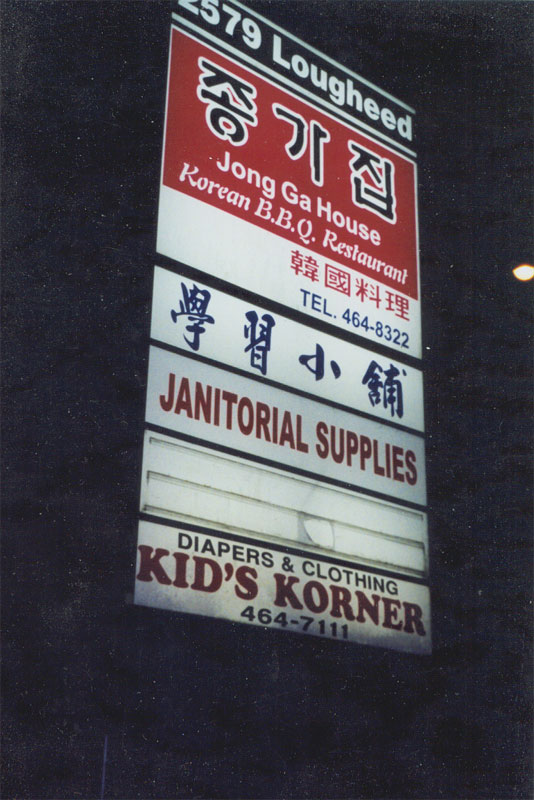 2579 Lougheed
종가집
Jong Ga House
Korean B.B.Q. Restaurant
韓國料理
TEL. 464-8322
學習小舖
JANITORIAL SUPPLIES
DIAPERS & CLOTHING
KID'S KORNER
464-7111